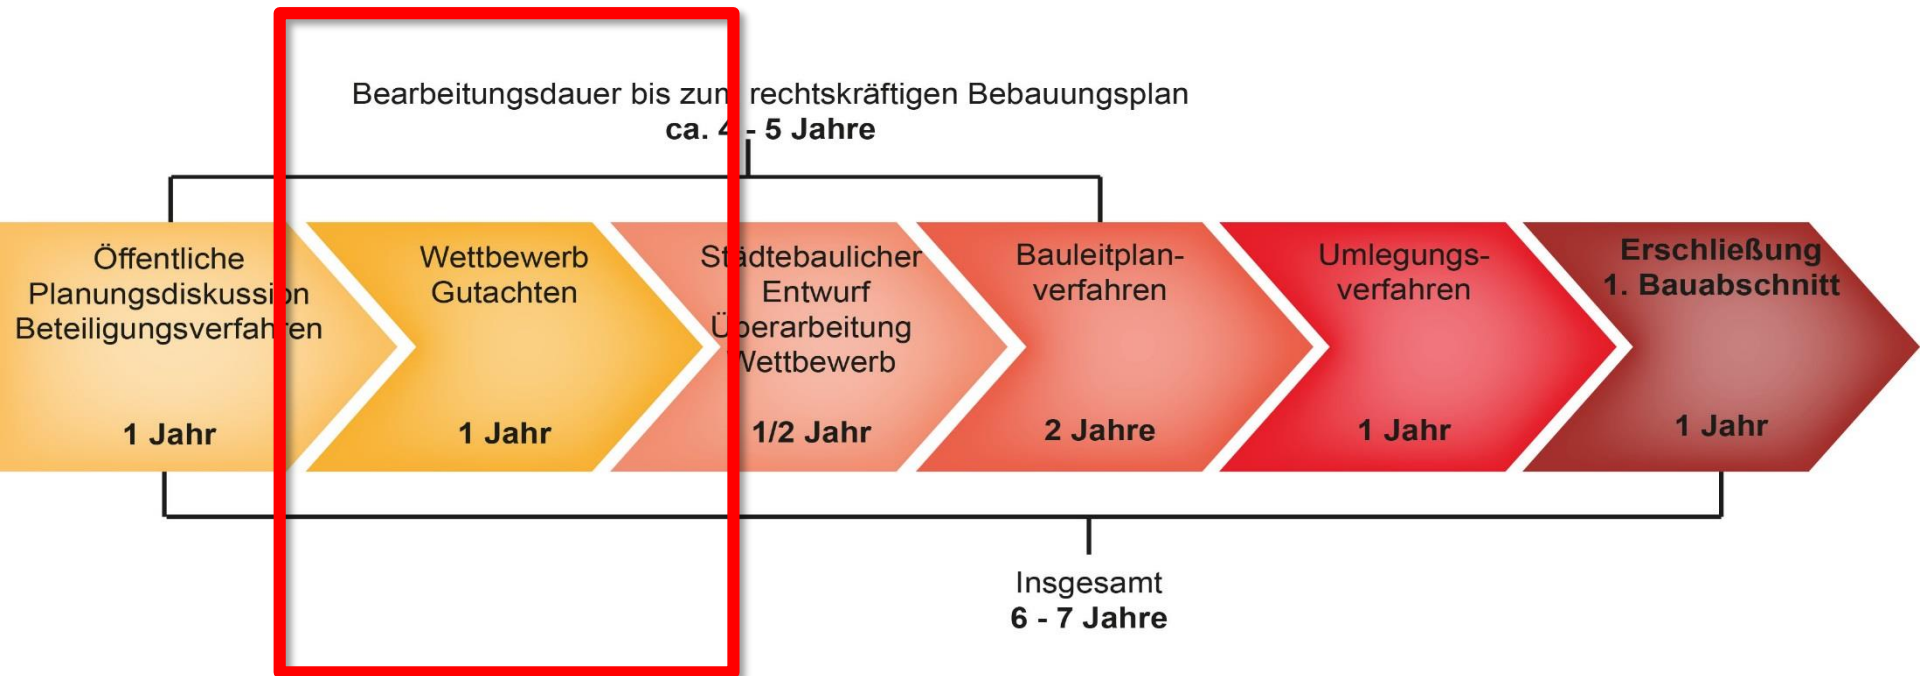 Bearbeitungsdauer bis zum rechtskräftigen Bebauungsplan
ca. 4 - 5 Jahre
Öffentliche
Planungsdiskussion
Beteiligungsverfahren
1 Jahr
Wettbewerb
Gutachten
1 Jahr
Städtebaulicher
Entwurf
Überarbeitung
Wettbewerb
1/2 Jahr
Bauleitplan-
verfahren
2 Jahre
Umlegungs-
verfahren
1 Jahr
Erschließung
1. Bauabschnitt
1 Jahr
Insgesamt
6 - 7 Jahre